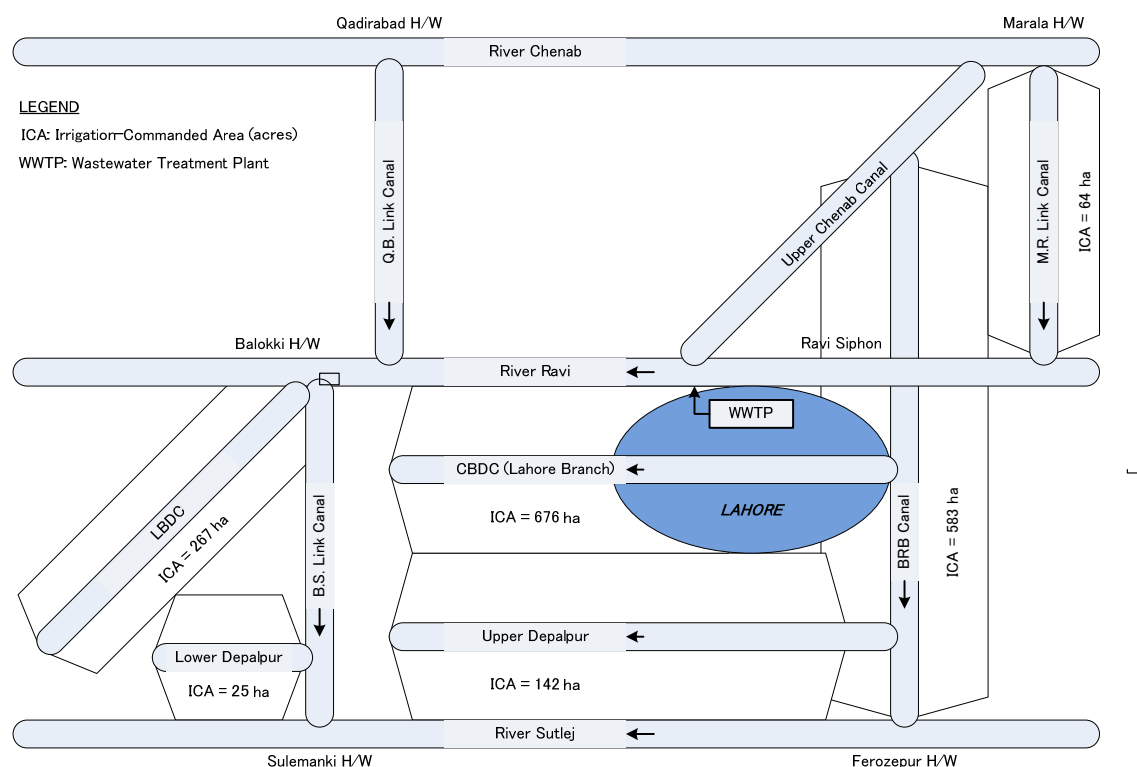 Qadirabad H/W
Marala H/W
River Chenab
LEGEND
ICA: Irrigation-Commanded Area (acres)
WWTP: Wastewater Treatment Plant
Q.B. Link Canal
Upper Chenab Canal
M.R. Link Canal
ICA = 64 ha
Balokki H/W
Ravi Siphon
River Ravi
WWTP
CBDC (Lahore Branch)
LAHORE
ICA = 676 ha
LBDC
ICA = 267 ha
B.S. Link Canal
BRB Canal
ICA = 583 ha
Upper Depalpur
Lower Depalpur
ICA = 142 ha
ICA = 25 ha
River Sutlej
Sulemanki H/W
Ferozepur H/W